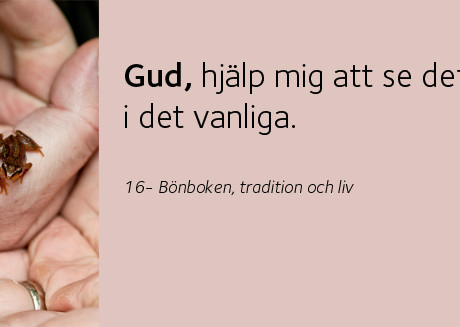 Gud, hjälp mig att se det
i det vanliga.
16- Bönboken, tradition och liv